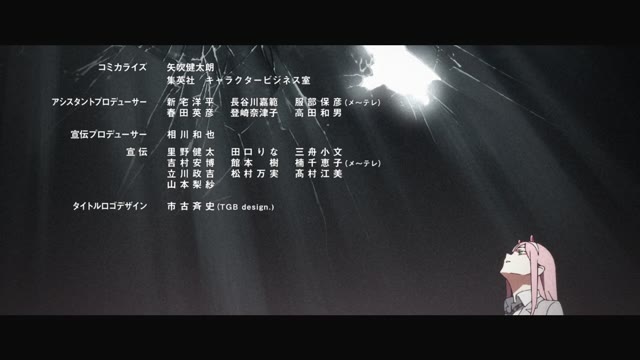 コミカライズ 矢吹健太朗
集英社 キャラクタービジネス室
アシスタントプロデューサー 新宅洋平 長谷川嘉範 服部保彦(メ〜テレ)
春田英彦 登崎奈津子 高田和男
宣伝プロデューサー 相川和也
宣伝 里野健太 田口りな 三舟小文
吉村安博 館本樹 楠千恵子(メ〜テレ)
立川政吉 松村万実 高村江美
山本梨紗
タイトルロゴデザイン 市古斉史(TGB design.)